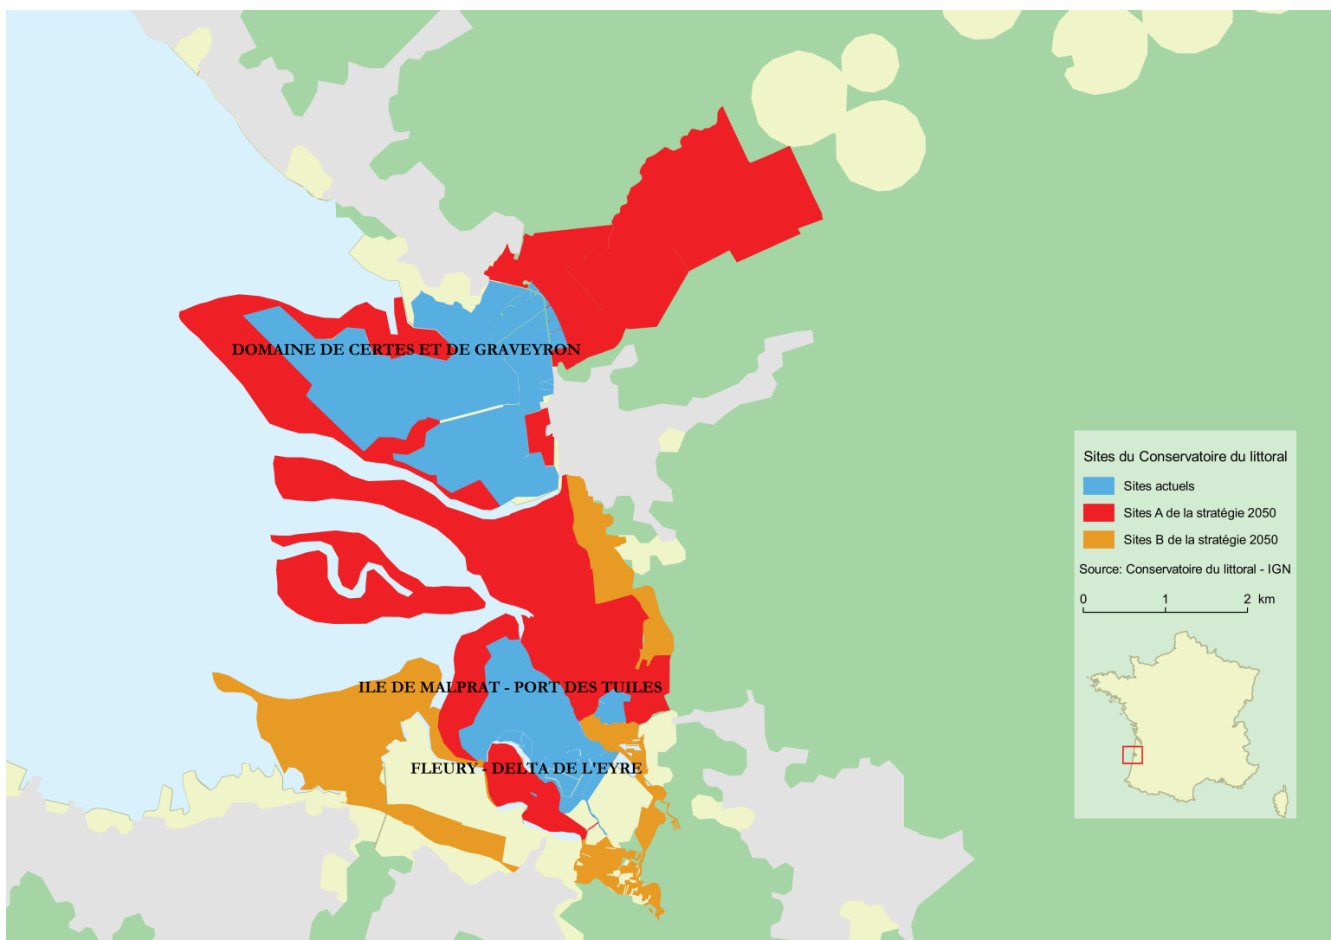 DOMAINE DE CERTES ET DE GRAVEYRON
ILE DE MALPRAT - PORT DES TUILES
FLEURY - DELTA DE L'EYRE
Sites du Conservatoire du littoral
Sites actuels
Sites A de la stratégie 2050
Sites B de la stratégie 2050
Source: Conservatoire du littoral - IGN
0 1 2 km